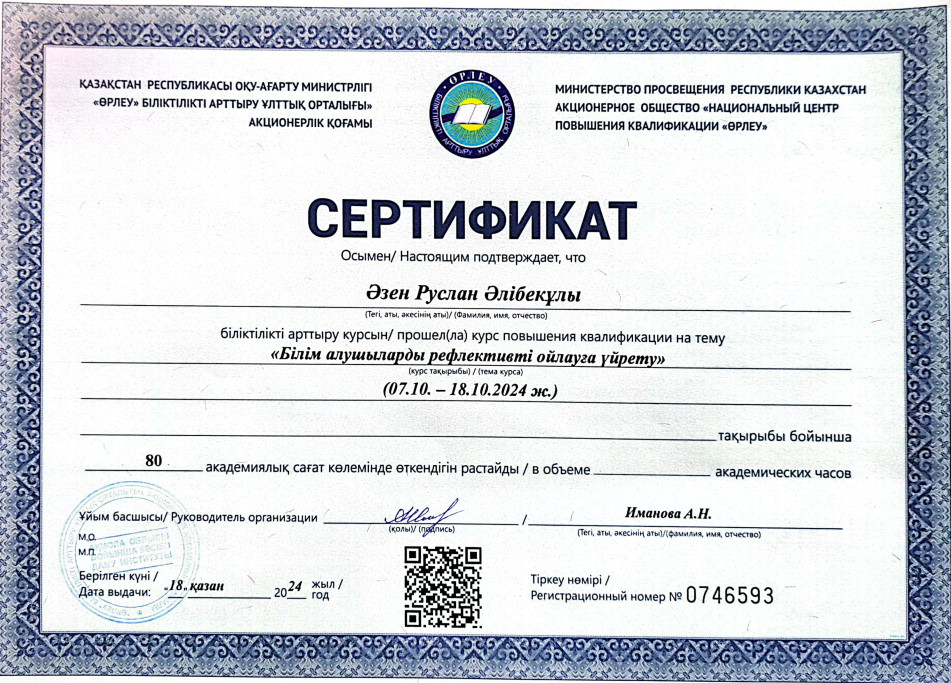 ҚАЗАҚСТАН РЕСПУБЛИКАСЫ ОҚУ-АҒАРТУ МИНИСТРЛІГІ
«ӨРЛЕУ» БІЛІКТІЛІКТІ АРТТЫРУ ҰЛТТЫҚ ОРТАЛЫҒЫ»
АКЦИОНЕРЛІК ҚОҒАМЫ
ӨРЛЕУ
БІЛІКТІЛІКТІ АРТТЫРУ ҰЛТТЫҚ ОРТАЛЫҒЫ
МИНИСТЕРСТВО ПРОСВЕЩЕНИЯ РЕСПУБЛИКИ КАЗАХСТАН
АКЦИОНЕРНОЕ ОБЩЕСТВО «НАЦИОНАЛЬНЫЙ ЦЕНТР
ПОВЫШЕНИЯ КВАЛИФИКАЦИИ «ӨРЛЕУ»
СЕРТИФИКАТ
Осымен/ Настоящим подтверждает, что
Әзен Руслан Әлібекұлы
(Тегі, аты, әкесінің аты)/ (Фамилия, имя, отчество)
біліктілікті арттыру курсын/ прошел(ла) курс повышения квалификации на тему
«Білім алушыларды рефлективті ойлауға үйрету»
(курс тақырыбы) / (тема курса)
(07.10. – 18.10.2024 ж.)
тақырыбы бойынша
80 академиялық сағат көлемінде өткендігін растайды / в объеме академических часов
Ұйым басшысы/ Руководитель организации / Иманова А.Н.
(қолы)/ (подпись) (Тегі, аты, әкесінің аты)/(фамилия, имя, отчество)
М.О.
М.П.
Берілген күні /
Дата выдачи: „18„ қазан 2024 жыл / год
Тіркеу нөмірі /
Регистрационный номер № 0746593